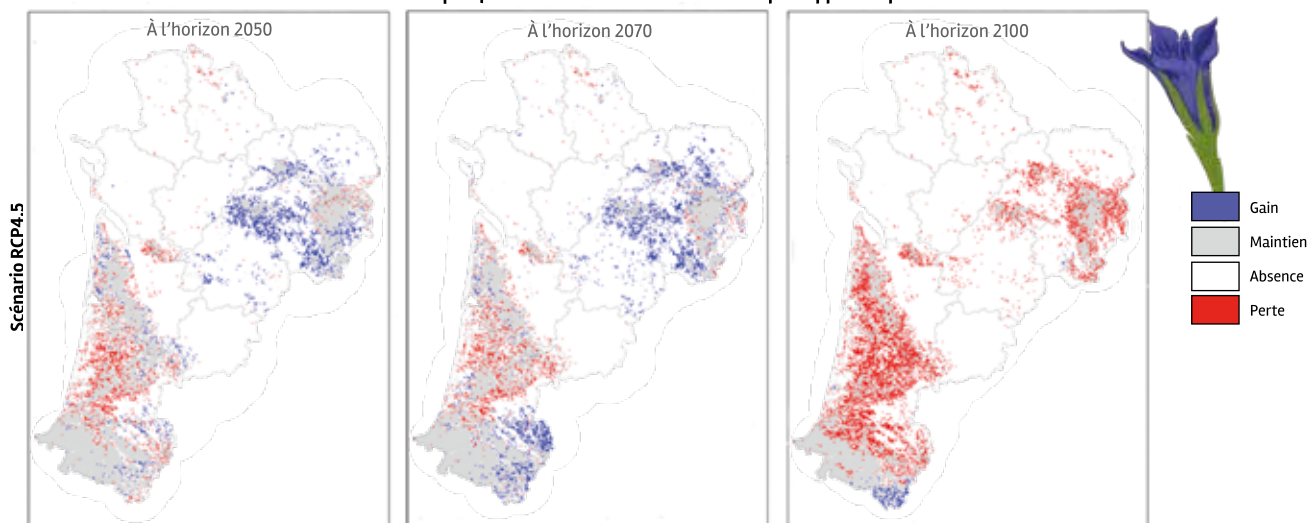 À l'horizon 2050
À l'horizon 2070
À l'horizon 2100
Scénario RCP4.5
Gain
Maintien
Absence
Perte